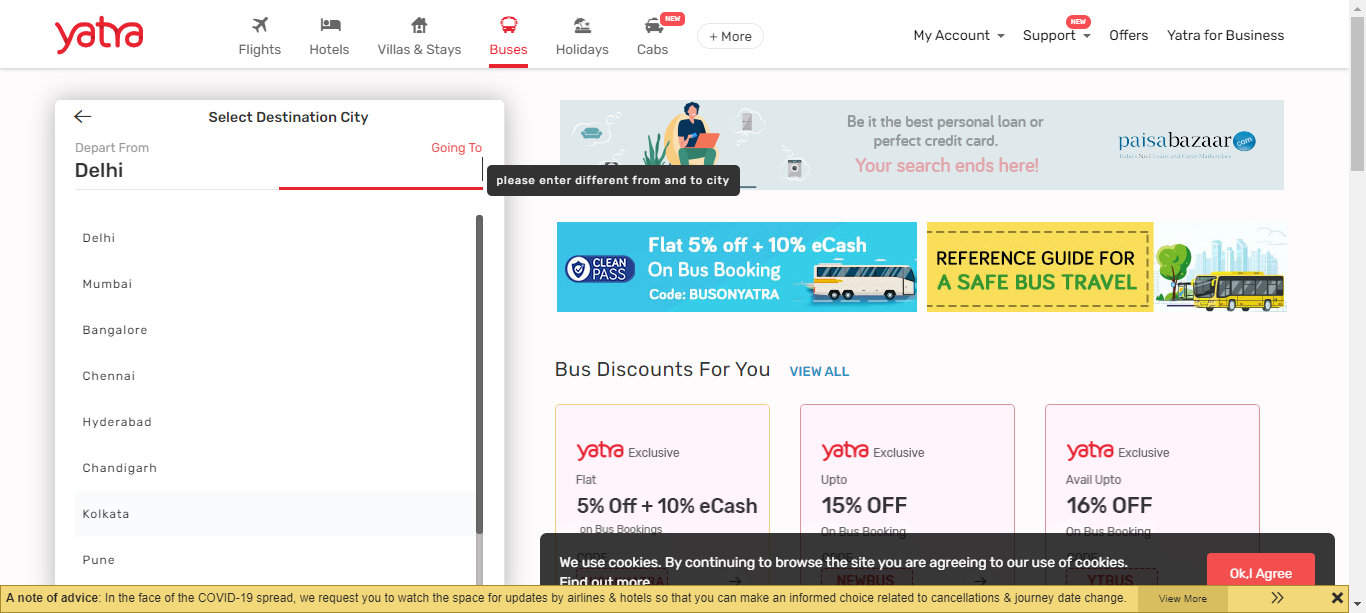 yatra
Flights
Hotels
Villas & Stays
Buses
Holidays
NEW
Cabs
+ More
My Account
NEW
Support
Offers
Yatra for Business
Select Destination City
Depart From
Going To
Delhi
please enter different from and to city
Delhi
Mumbai
Bangalore
Chennai
Hyderabad
Chandigarh
Kolkata
Pune
Be it the best personal loan or
perfect credit card.
Your search ends here!
paisabazaar.com
CLEAN
PASS
Flat 5% off + 10% eCash
On Bus Booking
Code: BUSONYATRA
REFERENCE GUIDE FOR
A SAFE BUS TRAVEL
Bus Discounts For You
VIEW ALL
yatra Exclusive
Flat
5% Off + 10% eCash
on Bus Bookings
yatra Exclusive
Upto
15% OFF
On Bus Booking
CODE
NEWBUS
yatra Exclusive
Avail Upto
16% OFF
On Bus Booking
CODE
YTBUS
We use cookies. By continuing to browse the site you are agreeing to our use of cookies.
Find out more
Ok,I Agree
A note of advice: In the face of the COVID-19 spread, we request you to watch the space for updates by airlines & hotels so that you can make an informed choice related to cancellations & journey date change.
View More